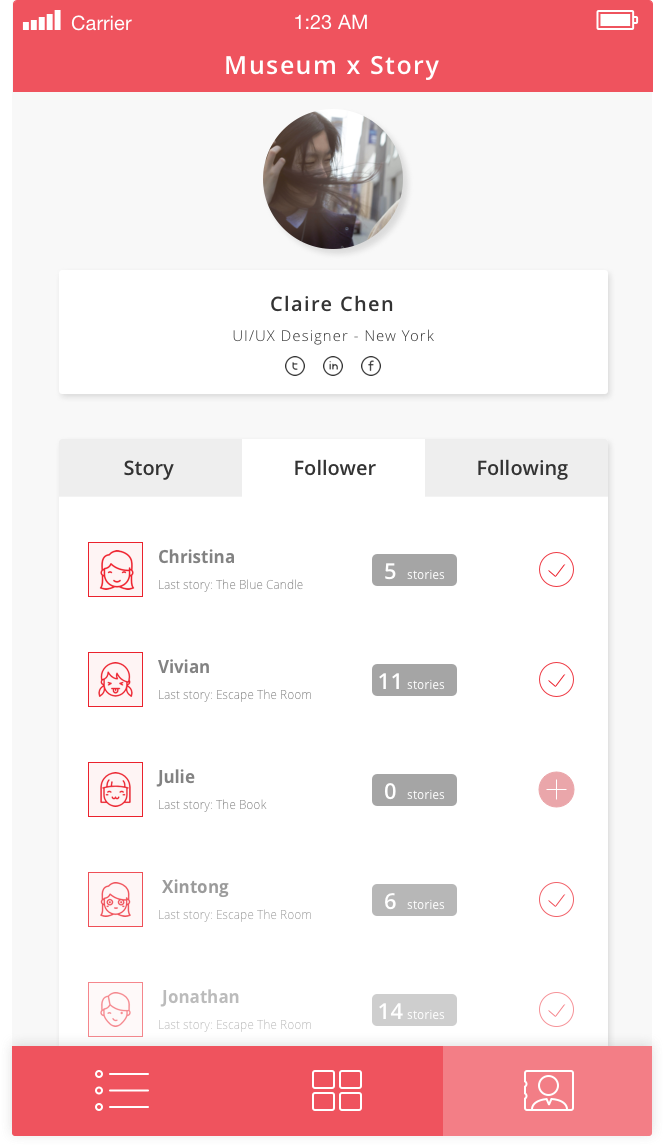 Carrier 1:23 AM
Museum x Story
Claire Chen
UI/UX Designer - New York
t in f
Story Follower Following
Christina
Last story: The Blue Candle
5 stories
Vivian
Last story: Escape The Room
11 stories
Julie
Last story: The Book
0 stories
Xintong
Last story: Escape The Room
6 stories
Jonathan
Last story: Escape The Room
14 stories